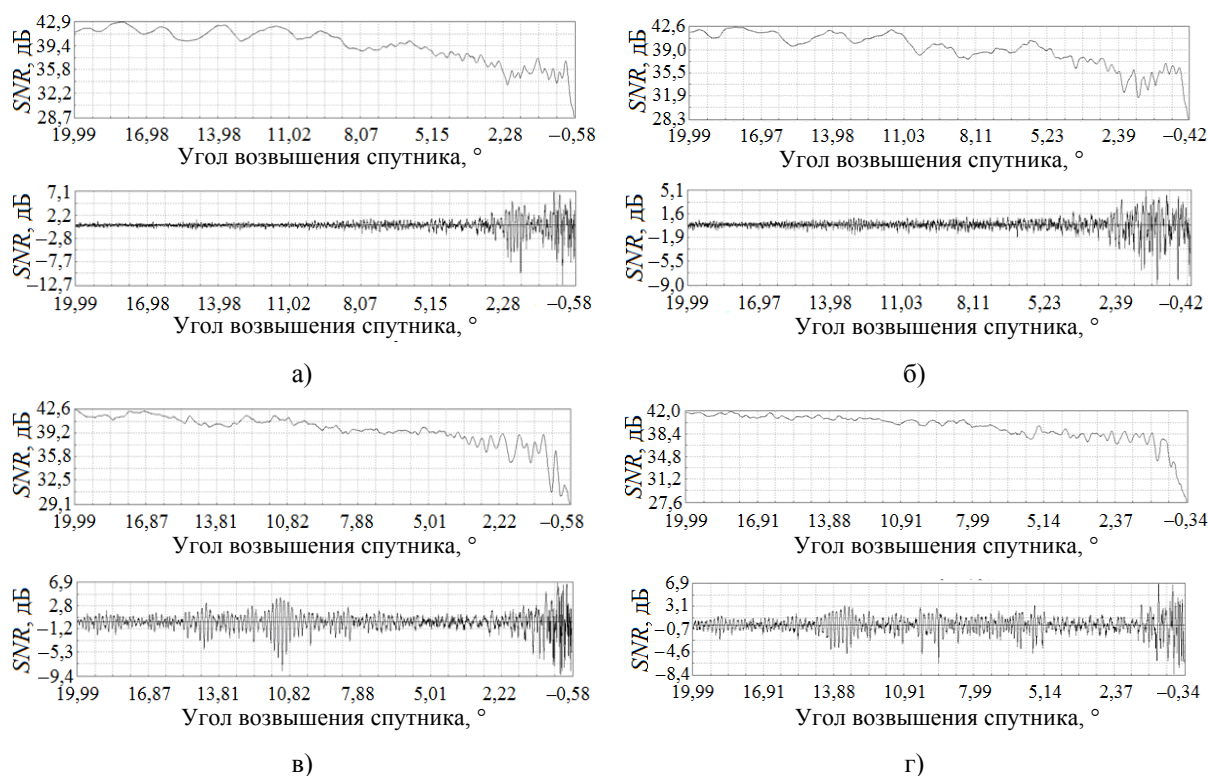 SNR, дБ
42,9
39,4
35,8
32,2
28,7
19,99 16,98 13,98 11,02 8,07 5,15 2,28 –0,58
Угол возвышения спутника, °
SNR, дБ
7,1
2,2
–2,8
–7,7
–12,7
19,99 16,98 13,98 11,02 8,07 5,15 2,28 –0,58
Угол возвышения спутника, °
а)
SNR, дБ
42,6
39,0
35,5
31,9
28,3
19,99 16,97 13,98 11,03 8,11 5,23 2,39 –0,42
Угол возвышения спутника, °
SNR, дБ
5,1
1,6
–1,9
–5,5
–9,0
19,99 16,97 13,98 11,03 8,11 5,23 2,39 –0,42
Угол возвышения спутника, °
б)
SNR, дБ
42,6
39,2
35,8
32,5
29,1
19,99 16,87 13,81 10,82 7,88 5,01 2,22 –0,58
Угол возвышения спутника, °
SNR, дБ
6,9
2,8
–1,2
–5,3
–9,4
19,99 16,87 13,81 10,82 7,88 5,01 2,22 –0,58
Угол возвышения спутника, °
в)
SNR, дБ
42,0
38,4
34,8
31,2
27,6
19,99 16,91 13,88 10,91 7,99 5,14 2,37 –0,34
Угол возвышения спутника, °
SNR, дБ
6,9
3,1
–0,7
–4,6
–8,4
19,99 16,91 13,88 10,91 7,99 5,14 2,37 –0,34
Угол возвышения спутника, °
г)